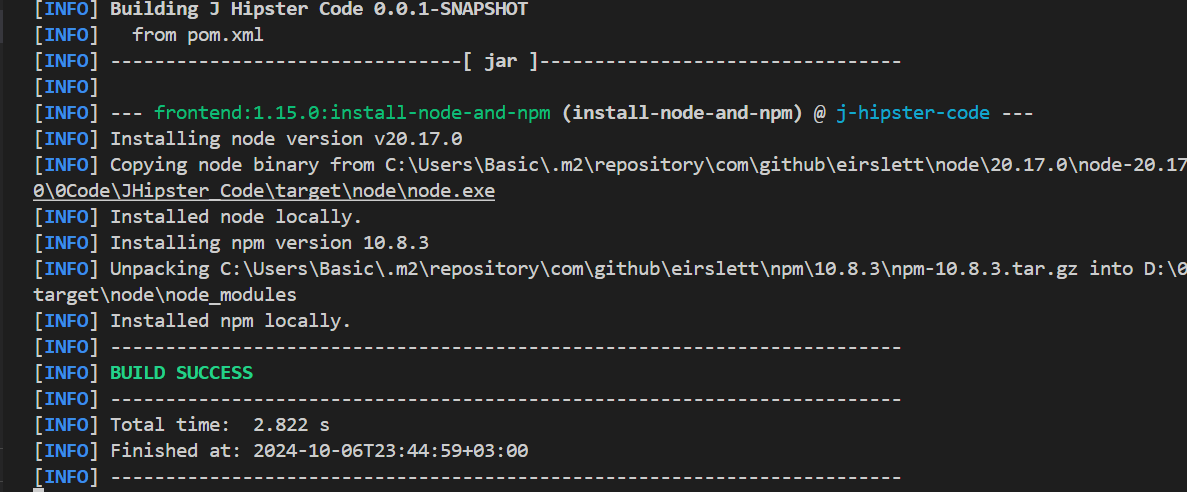 [INFO] Building J Hipster Code 0.0.1-SNAPSHOT
[INFO]   from pom.xml
[INFO] --------------------------------[ jar ]---------------------------------
[INFO]
[INFO] --- frontend:1.15.0:install-node-and-npm (install-node-and-npm) @ j-hipster-code ---
[INFO] Installing node version v20.17.0
[INFO] Copying node binary from C:\Users\Basic\.m2\repository\com\github\eirslett\node\20.17.0\node-20.17
0\0Code\JHipster_Code\target\node\node.exe
[INFO] Installed node locally.
[INFO] Installing npm version 10.8.3
[INFO] Unpacking C:\Users\Basic\.m2\repository\com\github\eirslett\npm\10.8.3\npm-10.8.3.tar.gz into D:\0
target\node\node_modules
[INFO] Installed npm locally.
[INFO] ------------------------------------------------------------------------
[INFO] BUILD SUCCESS
[INFO] ------------------------------------------------------------------------
[INFO] Total time:  2.822 s
[INFO] Finished at: 2024-10-06T23:44:59+03:00
[INFO] ------------------------------------------------------------------------